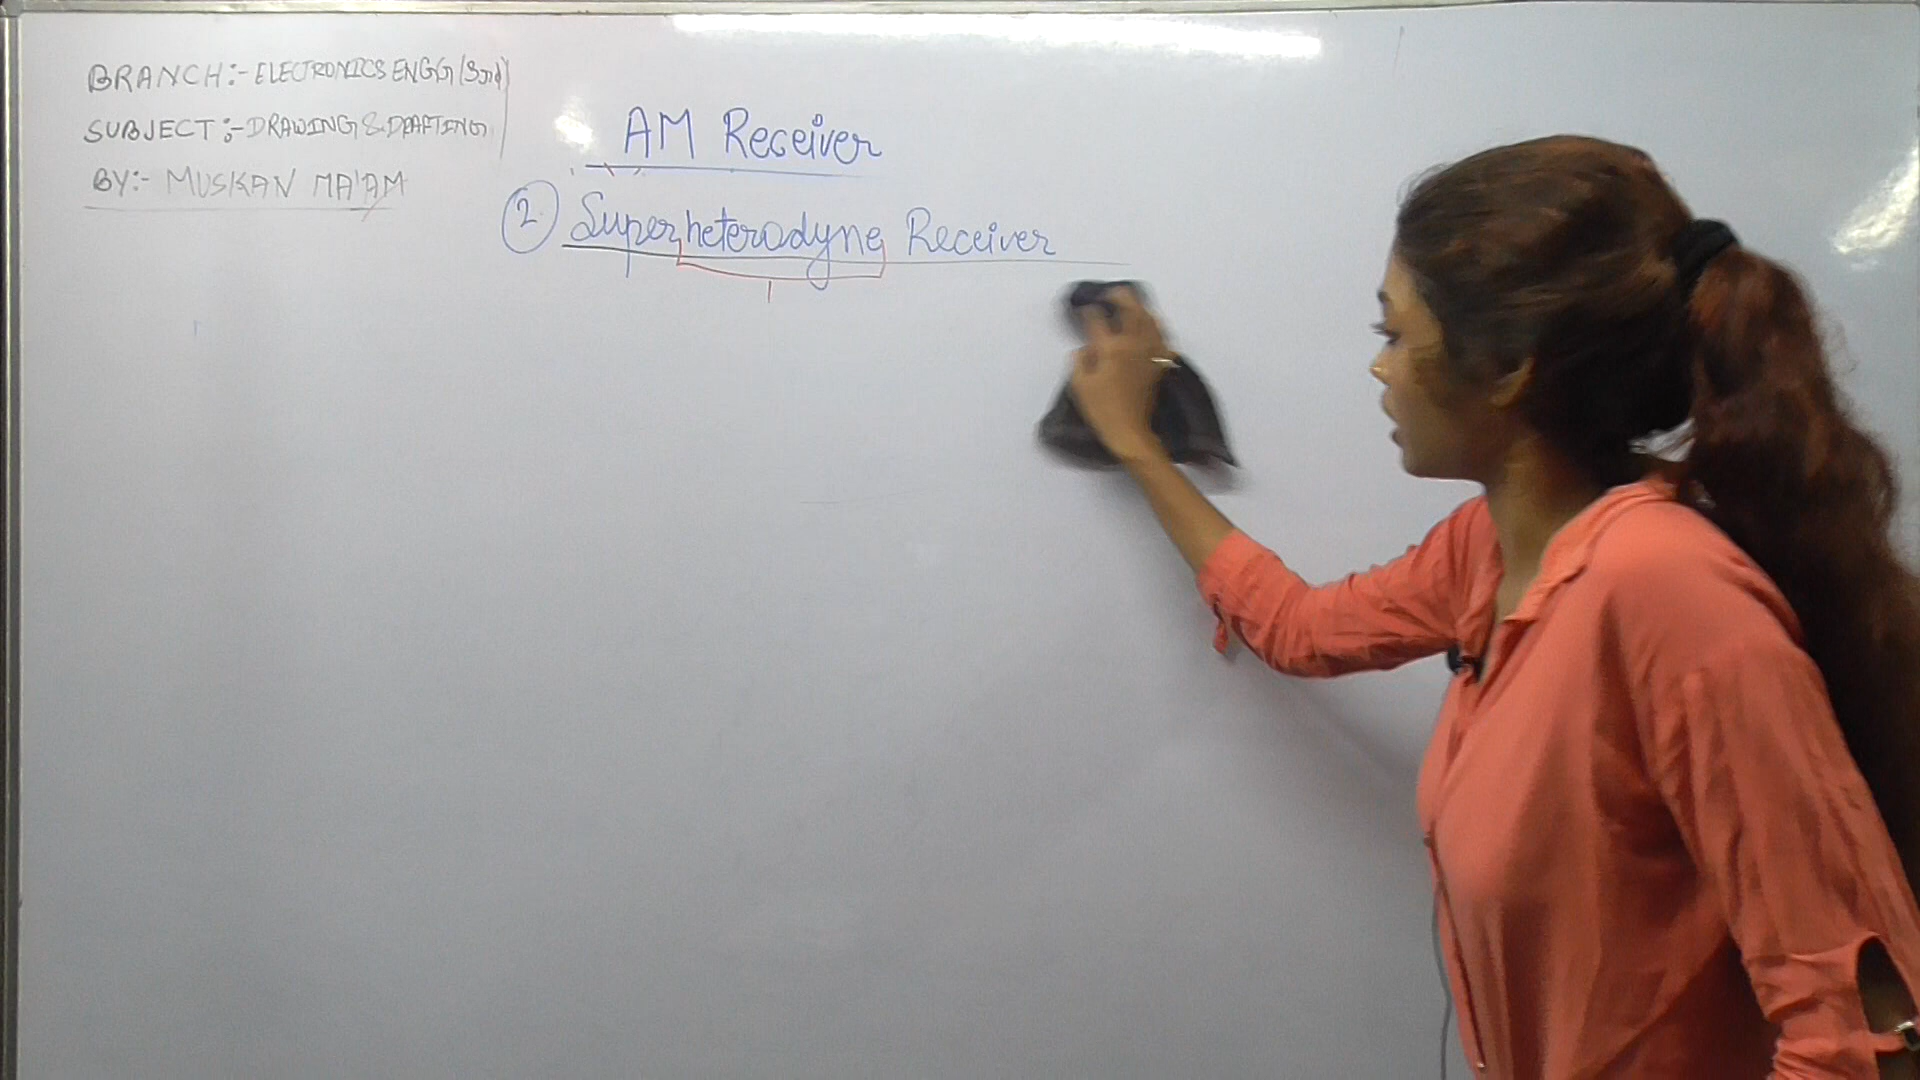 BRANCH:- ELECTRONICS ENGG (3rd)
SUBJECT:- DRAWING & DRAFTING
BY:- MUSKAN MA'AM
AM Receiver
2. Superheterodyne Receiver